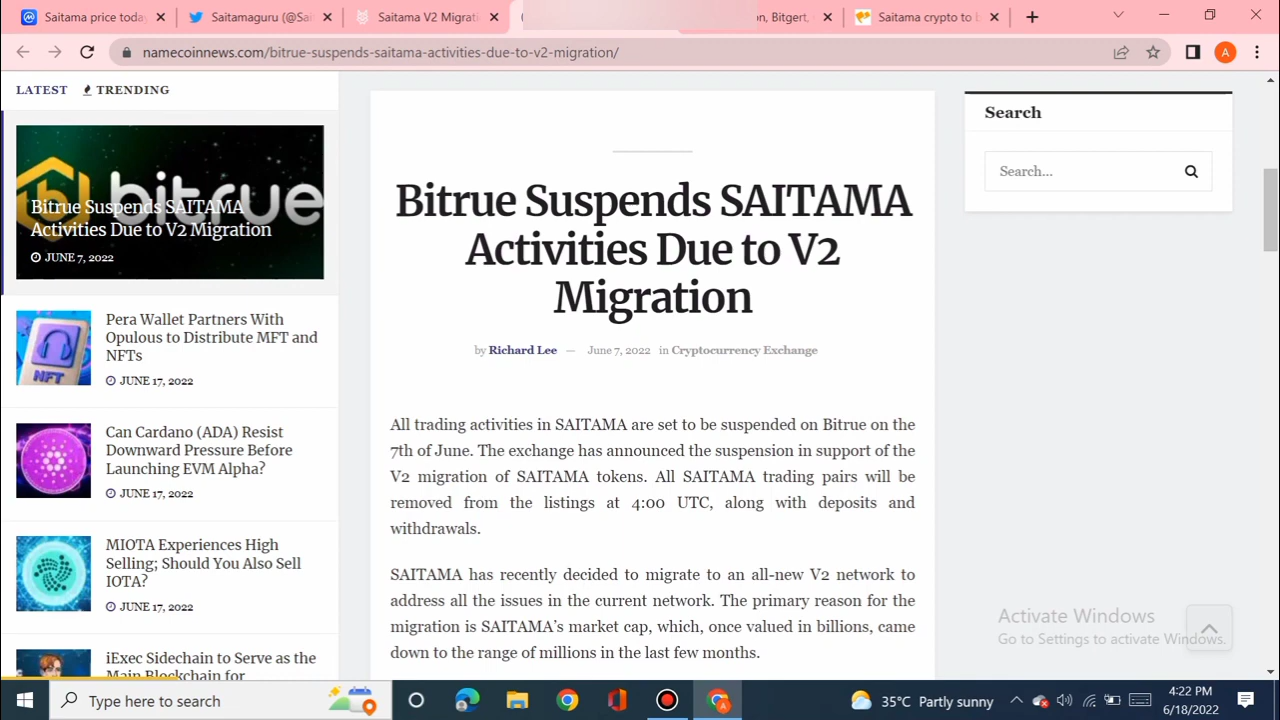 Saitama price today
Saitamaguru (@Sai
Saitama V2 Migrati
on, Bitgert,
Saitama crypto to
namecoinnews.com/bitrue-suspends-saitama-activities-due-to-v2-migration/
A
LATEST
TRENDING
bitrue
Bitrue Suspends SAITAMA
Activities Due to V2 Migration
JUNE 7, 2022
NFT
Pera Wallet Partners With
Opulous to Distribute MFT and
NFTs
JUNE 17, 2022
Can Cardano (ADA) Resist
Downward Pressure Before
Launching EVM Alpha?
JUNE 17, 2022
MIOTA Experiences High
Selling; Should You Also Sell
IOTA?
JUNE 17, 2022
iExec Sidechain to Serve as the
Main Blockchain for
Bitrue Suspends SAITAMA
Activities Due to V2
Migration
by Richard Lee — June 7, 2022 in Cryptocurrency Exchange
All trading activities in SAITAMA are set to be suspended on Bitrue on the
7th of June. The exchange has announced the suspension in support of the
V2 migration of SAITAMA tokens. All SAITAMA trading pairs will be
removed from the listings at 4:00 UTC, along with deposits and
withdrawals.
SAITAMA has recently decided to migrate to an all-new V2 network to
address all the issues in the current network. The primary reason for the
migration is SAITAMA's market cap, which, once valued in billions, came
down to the range of millions in the last few months.
Search
Search...
Activate Windows
Go to Settings to activate Windows.
Type here to search
35°C Partly sunny
4:22 PM
6/18/2022